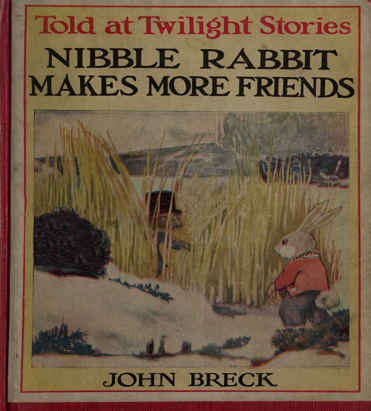 Told at Twilight Stories
NIBBLE RABBIT
MAKES MORE FRIENDS
JOHN BRECK